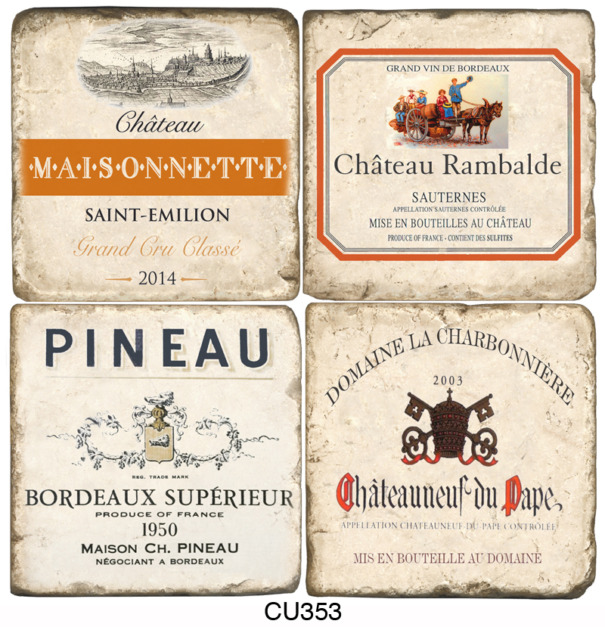 Château
M·A·I·S·O·N·N·E·T·T·E
SAINT-EMILION
Grand Cru Classé
2014
GRAND VIN DE BORDEAUX
Château Rambalde
SAUTERNES
APPELLATION SAUTERNES CONTRÔLÉE
MISE EN BOUTEILLES AU CHÂTEAU
PRODUCE OF FRANCE - CONTIENT DES SULFITES
PINEAU
REG. TRADE MARK
BORDEAUX SUPÉRIEUR
PRODUCE OF FRANCE
1950
MAISON CH. PINEAU
NÉGOCIANT A BORDEAUX
DOMAINE LA CHARBONNIÈRE
2003
Châteauneuf du Pape
APPELLATION CHATEAUNEUF-DU-PAPE CONTRÔLÉE
MIS EN BOUTEILLE AU DOMAINE
CU353